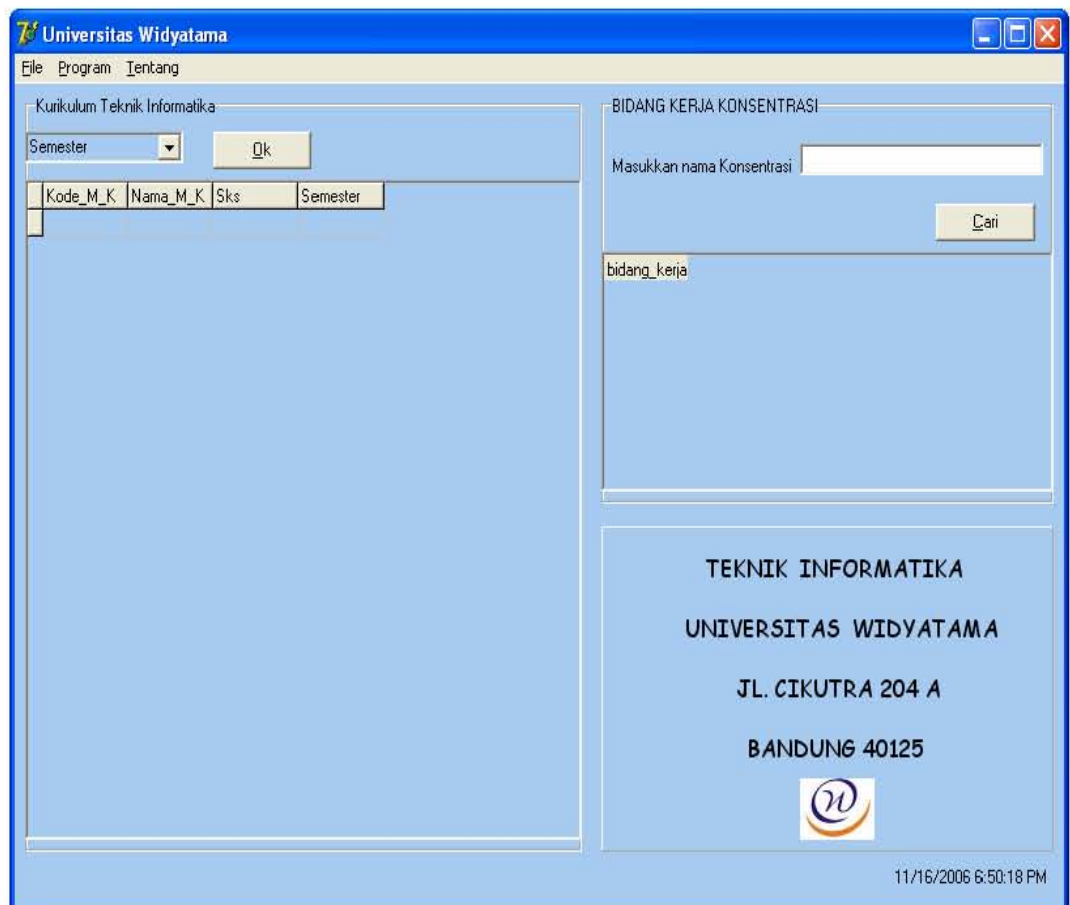 Universitas Widyatama
File Program Tentang
Kurikulum Teknik Informatika
Semester Ok
Kode_M_K Nama_M_K Sks Semester
BIDANG KERJA KONSENTRASI
Masukkan nama Konsentrasi
Cari
bidang_kerja
TEKNIK INFORMATIKA
UNIVERSITAS WIDYATAMA
JL. CIKUTRA 204 A
BANDUNG 40125
W
11/16/2006 6:50:18 PM